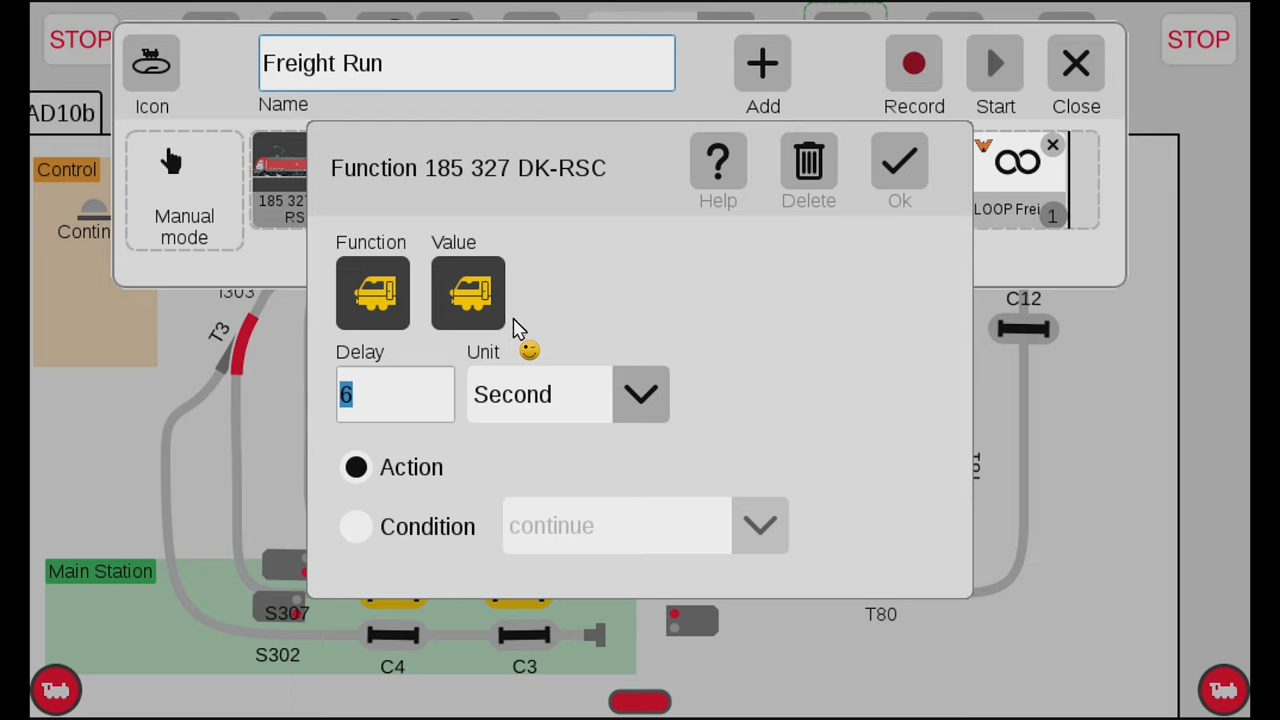 STOP
STOP
Freight Run
Icon
Name
Add
Record
Start
Close
AD10b
Control
Contin
Manual
mode
185 327
RS
Function 185 327 DK-RSC
Help
Delete
Ok
LOOP Frei
1
Function
Value
Delay
Unit
6
Second
Action
Condition
continue
T3
C12
Main Station
S307
S302
C4
C3
T80